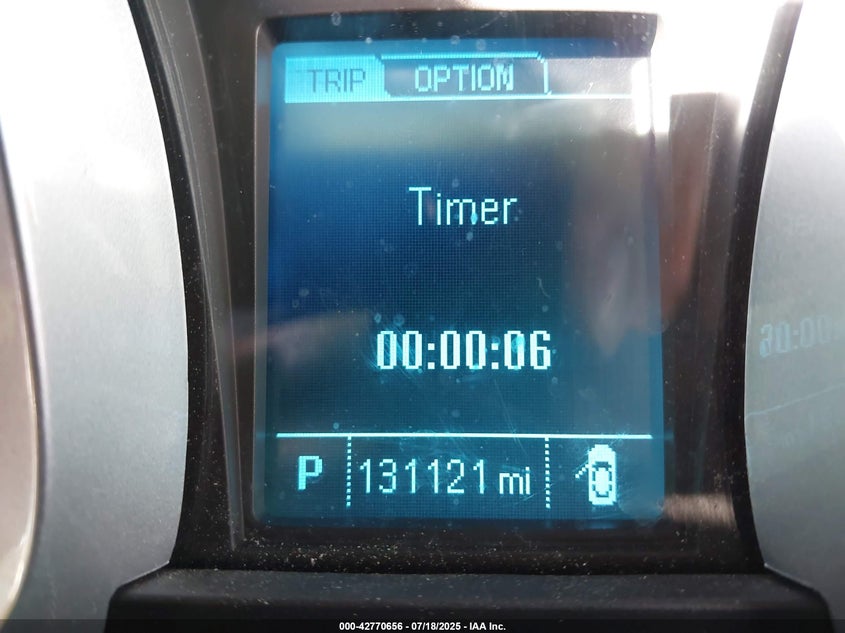 TRIP OPTION
Timer
00:00:06
P 131121 mi
000-42770656 - 07/18/2025 - IAA Inc.